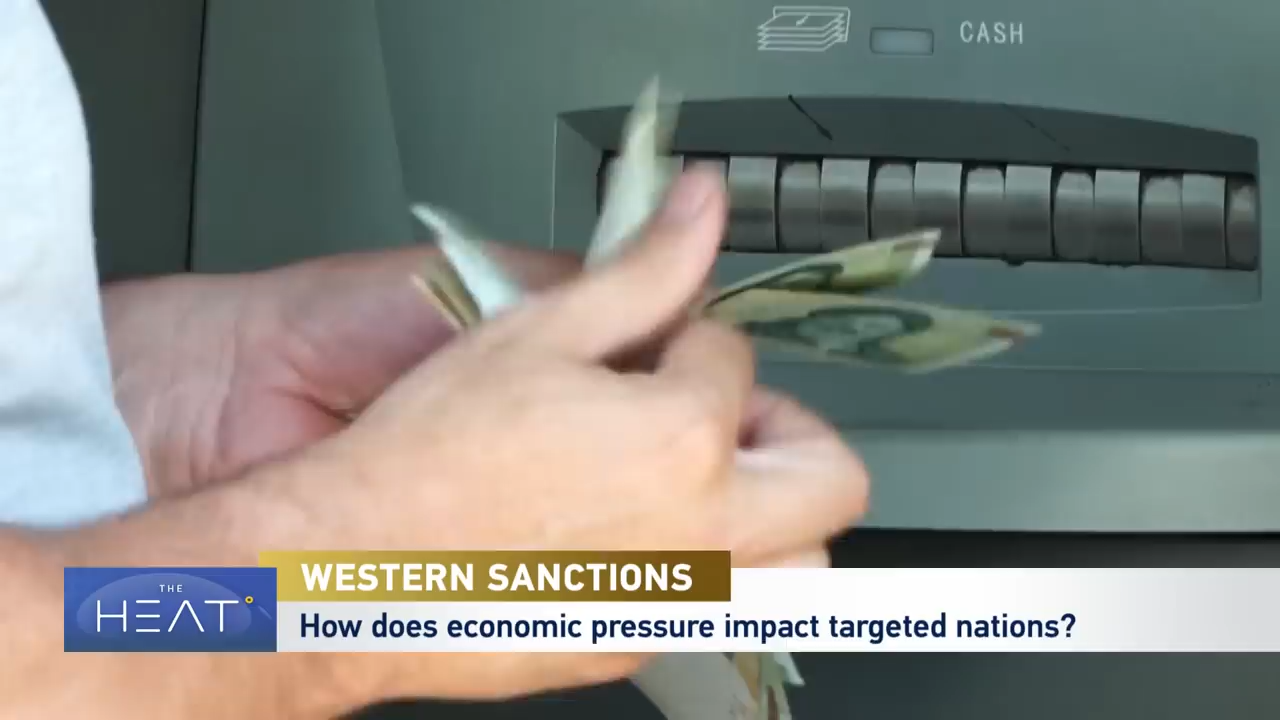 CASH
WESTERN SANCTIONS
THE
HEAT
How does economic pressure impact targeted nations?